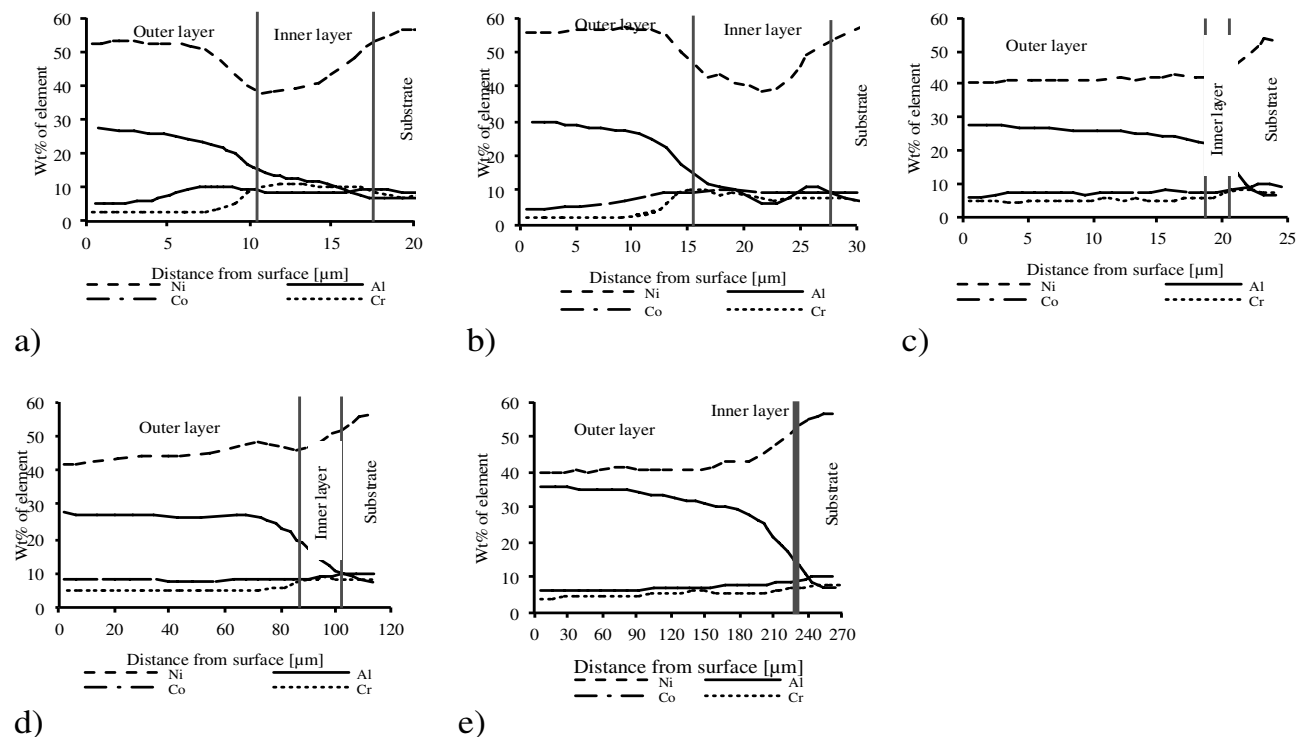 60
50
40
30
20
10
0
Wt% of element
Outer layer
Inner layer
Substrate
0 5 10 15 20
Distance from surface [µm]
Ni Al
Co Cr
a)
60
50
40
30
20
10
0
Wt% of element
Outer layer
Inner layer
Substrate
0 5 10 15 20 25 30
Distance from surface [µm]
Ni Al
Co Cr
b)
60
50
40
30
20
10
0
Wt% of element
Outer layer
Inner layer
Substrate
0 5 10 15 20 25
Distance from surface [µm]
Ni Al
Co Cr
c)
60
50
40
30
20
10
0
Wt% of element
Outer layer
Inner layer
Substrate
0 20 40 60 80 100 120
Distance from surface [µm]
Ni Al
Co Cr
d)
60
50
40
30
20
10
0
Wt% of element
Outer layer
Inner layer
Substrate
0 30 60 90 120 150 180 210 240 270
Distance from surface [µm]
Ni Al
Co Cr
e)